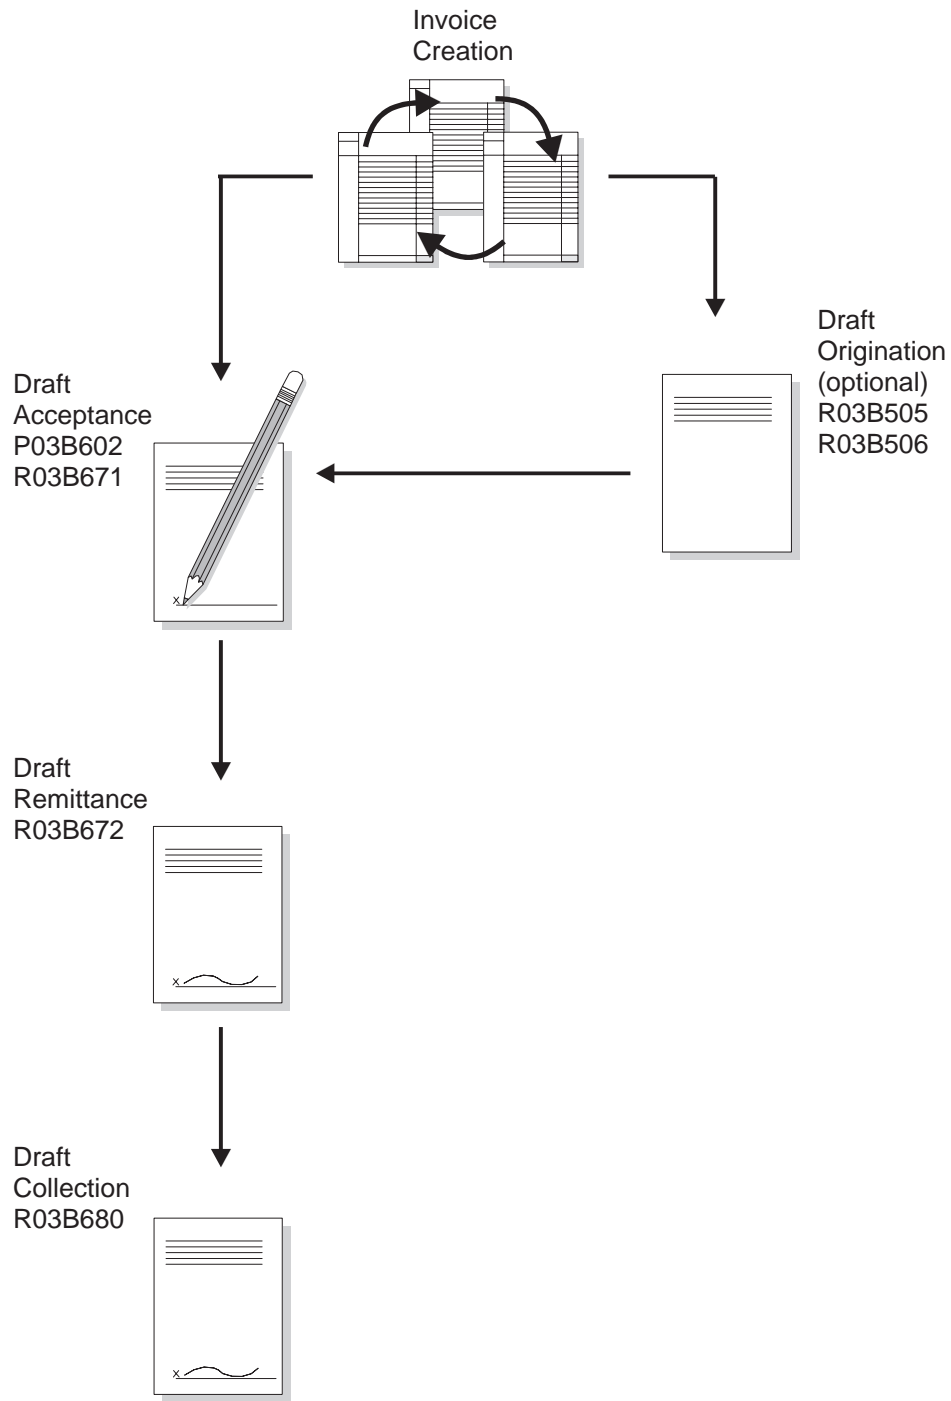 Invoice
Creation
Draft
Origination
(optional)
R03B505
R03B506
Draft
Acceptance
P03B602
R03B671
x
Draft
Remittance
R03B672
x
Draft
Collection
R03B680
x